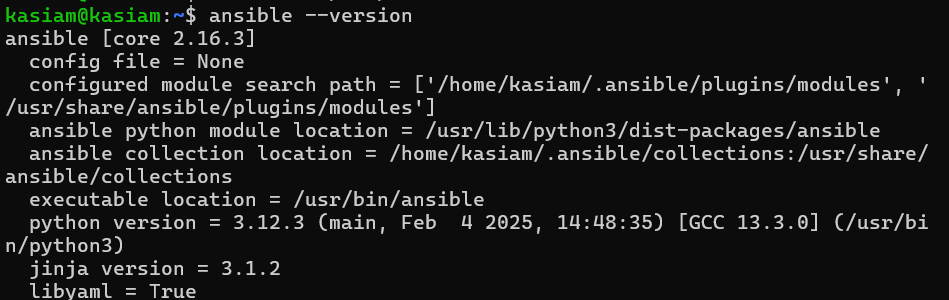 kasiam@kasiam:~$ ansible --version
ansible [core 2.16.3]
  config file = None
  configured module search path = ['/home/kasiam/.ansible/plugins/modules', '
/usr/share/ansible/plugins/modules']
  ansible python module location = /usr/lib/python3/dist-packages/ansible
  ansible collection location = /home/kasiam/.ansible/collections:/usr/share/
ansible/collections
  executable location = /usr/bin/ansible
  python version = 3.12.3 (main, Feb  4 2025, 14:48:35) [GCC 13.3.0] (/usr/bi
n/python3)
  jinja version = 3.1.2
  libyaml = True